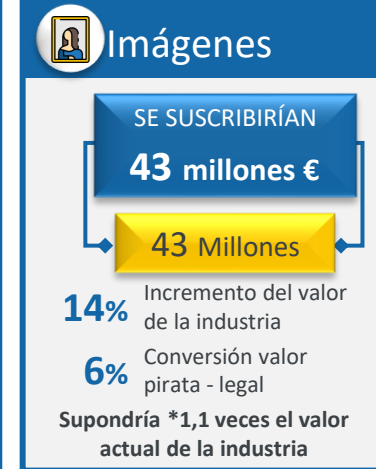 Imágenes
SE SUSCRIBIRÍAN
43 millones €
43 Millones
14% Incremento del valor
de la industria
6% Conversión valor
pirata - legal
Supondría *1,1 veces el valor
actual de la industria